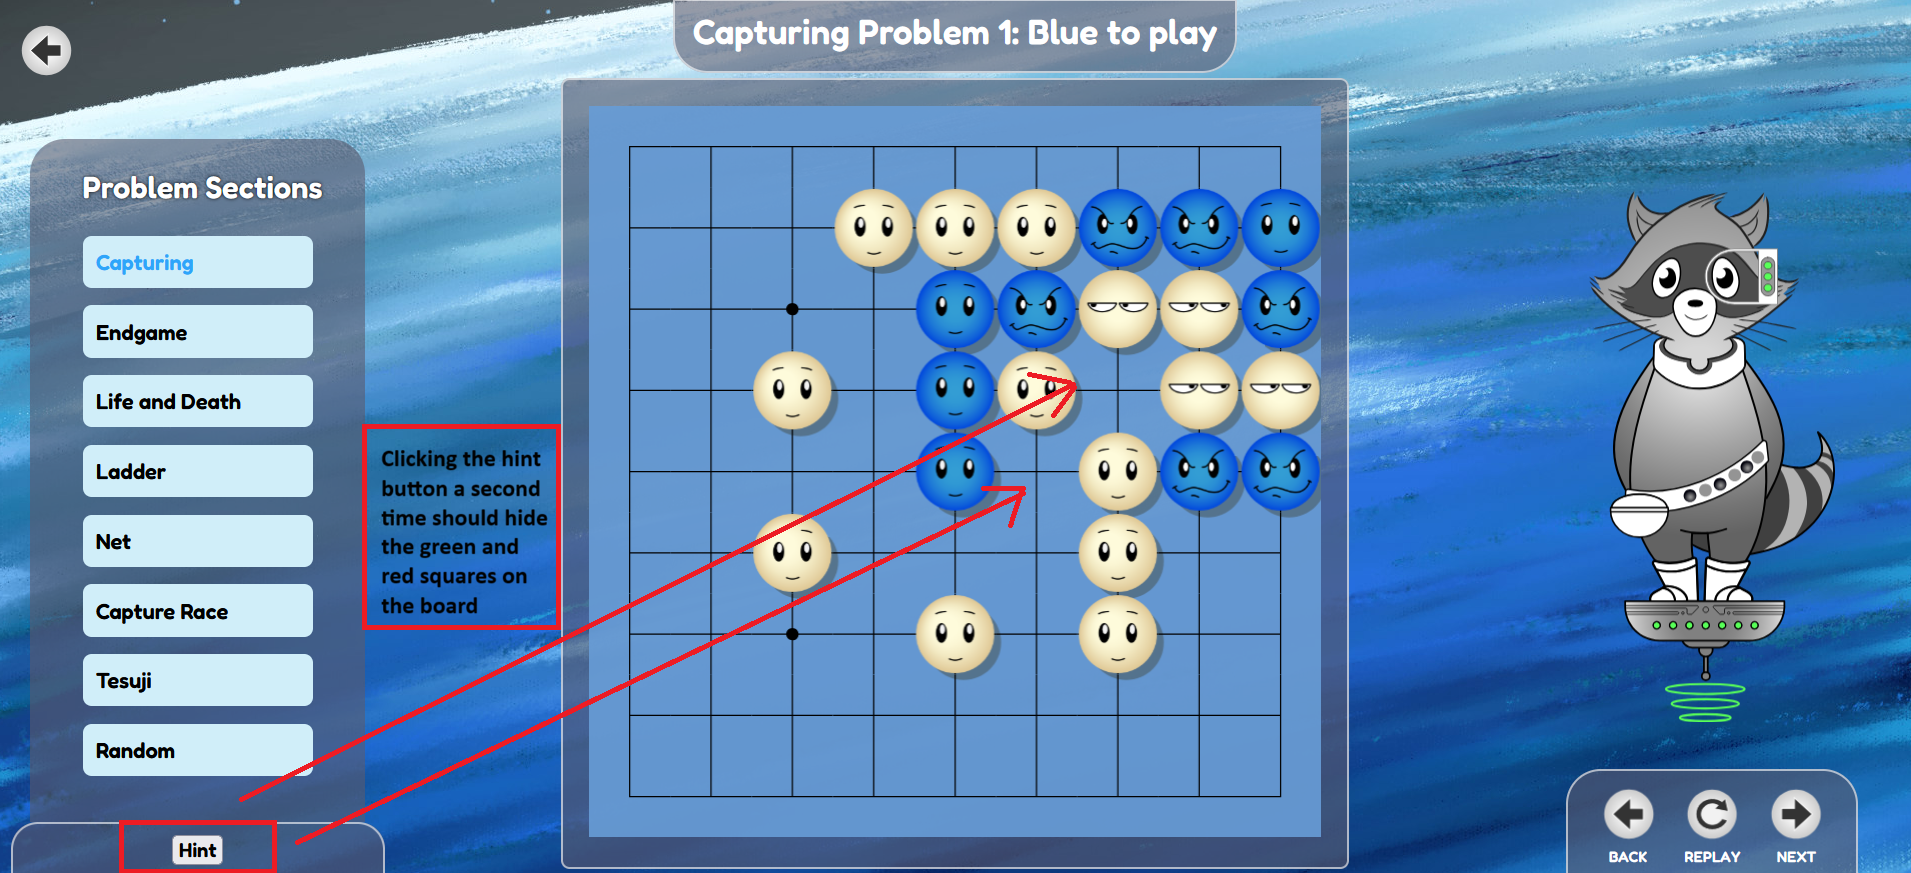 Capturing Problem 1: Blue to play
Problem Sections
Capturing
Endgame
Life and Death
Ladder
Net
Capture Race
Tesuji
Random
Hint
Clicking the hint
button a second
time should hide
the green and
red squares on
the board
BACK
REPLAY
NEXT